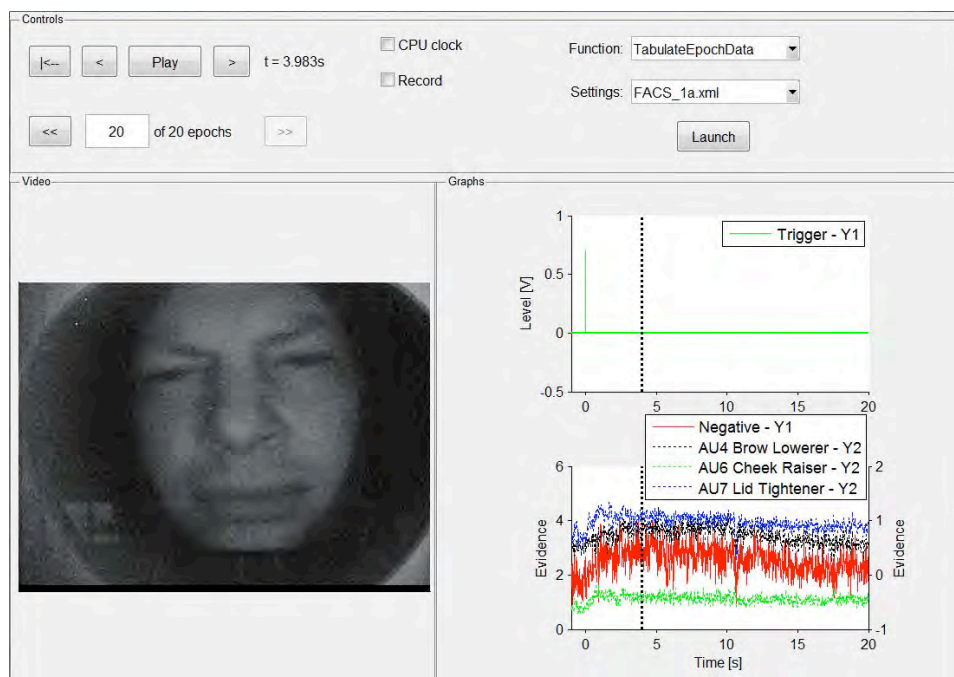 Controls
|<--
<
Play
>
t = 3.983s
CPU clock
Record
Function:
TabulateEpochData
Settings:
FACS_1a.xml
Launch
<<
20
of 20 epochs
>>
Video
Graphs
1
0.5
0
-0.5
Level [V]
Trigger - Y1
0
5
10
15
20
Negative - Y1
AU4 Brow Lowerer - Y2
AU6 Cheek Raiser - Y2
AU7 Lid Tightener - Y2
6
4
2
0
Evidence
2
1
0
-1
Evidence
0
5
10
15
20
Time [s]